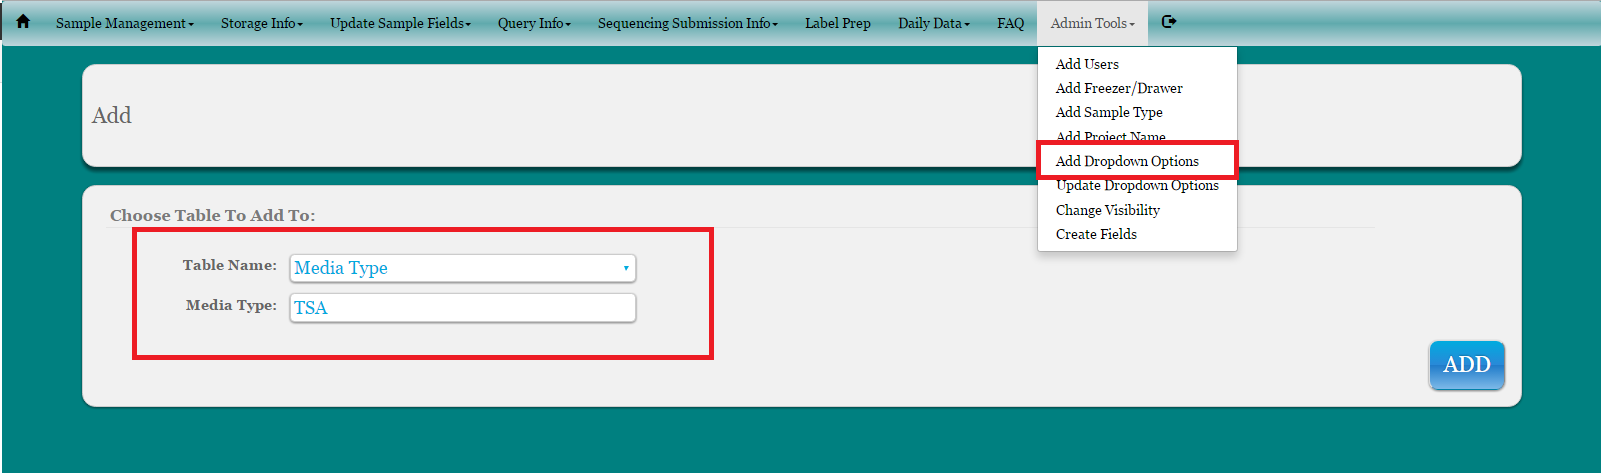 Sample Management Storage Info Update Sample Fields Query Info Sequencing Submission Info Label Prep Daily Data FAQ Admin Tools
Add Users
Add Freezer/Drawer
Add Sample Type
Add Project Name
Add Dropdown Options
Update Dropdown Options
Change Visibility
Create Fields
Add
Choose Table To Add To:
Table Name: Media Type
Media Type: TSA
ADD